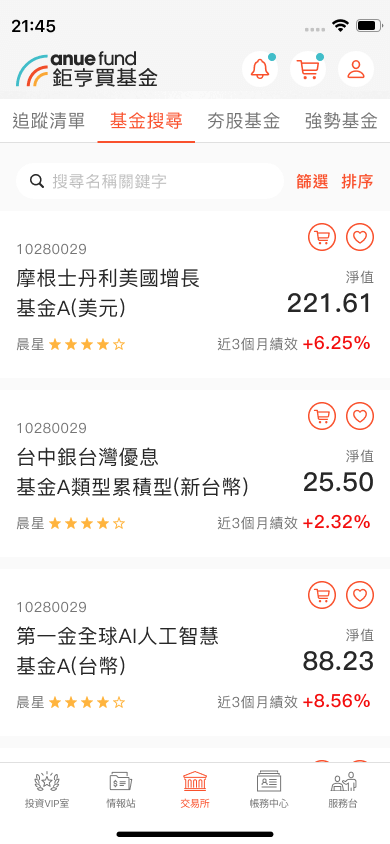 21:45
anue fund
鉅亨買基金
追蹤清單 基金搜尋 夯股基金 強勢基金
搜尋名稱關鍵字 篩選 排序
10280029
摩根士丹利美國增長
基金A(美元)
淨值
221.61
晨星 近3個月績效 +6.25%
10280029
台中銀台灣優息
基金A類型累積型(新台幣)
淨值
25.50
晨星 近3個月績效 +2.32%
10280029
第一金全球AI人工智慧
基金A(台幣)
淨值
88.23
晨星 近3個月績效 +8.56%
投資VIP室 情報站 交易所 帳務中心 服務台